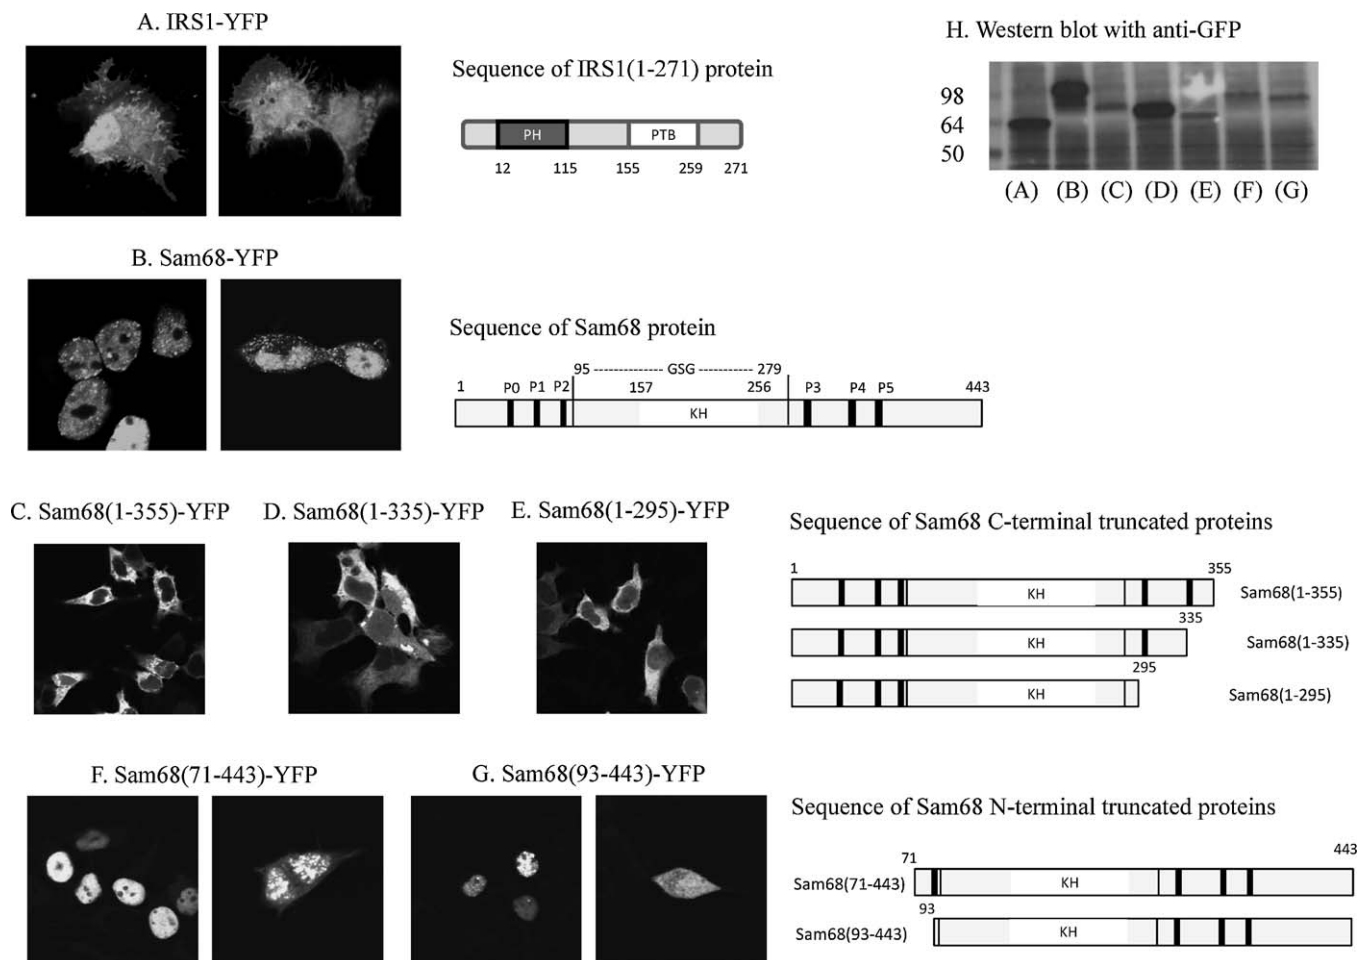 A. IRS1-YFP
Sequence of IRS1(1-271) protein
PH PTB
12 115 155 259 271
H. Western blot with anti-GFP
98
64
50
(A) (B) (C) (D) (E) (F) (G)
B. Sam68-YFP
Sequence of Sam68 protein
95 -------------- GSG ----------- 279
1 P0 P1 P2 157 256 P3 P4 P5 443
KH
C. Sam68(1-355)-YFP
D. Sam68(1-335)-YFP
E. Sam68(1-295)-YFP
Sequence of Sam68 C-terminal truncated proteins
1 355
KH Sam68(1-355)
335
KH Sam68(1-335)
295
KH Sam68(1-295)
F. Sam68(71-443)-YFP
G. Sam68(93-443)-YFP
Sequence of Sam68 N-terminal truncated proteins
71 443
Sam68(71-443) KH
93
Sam68(93-443) KH